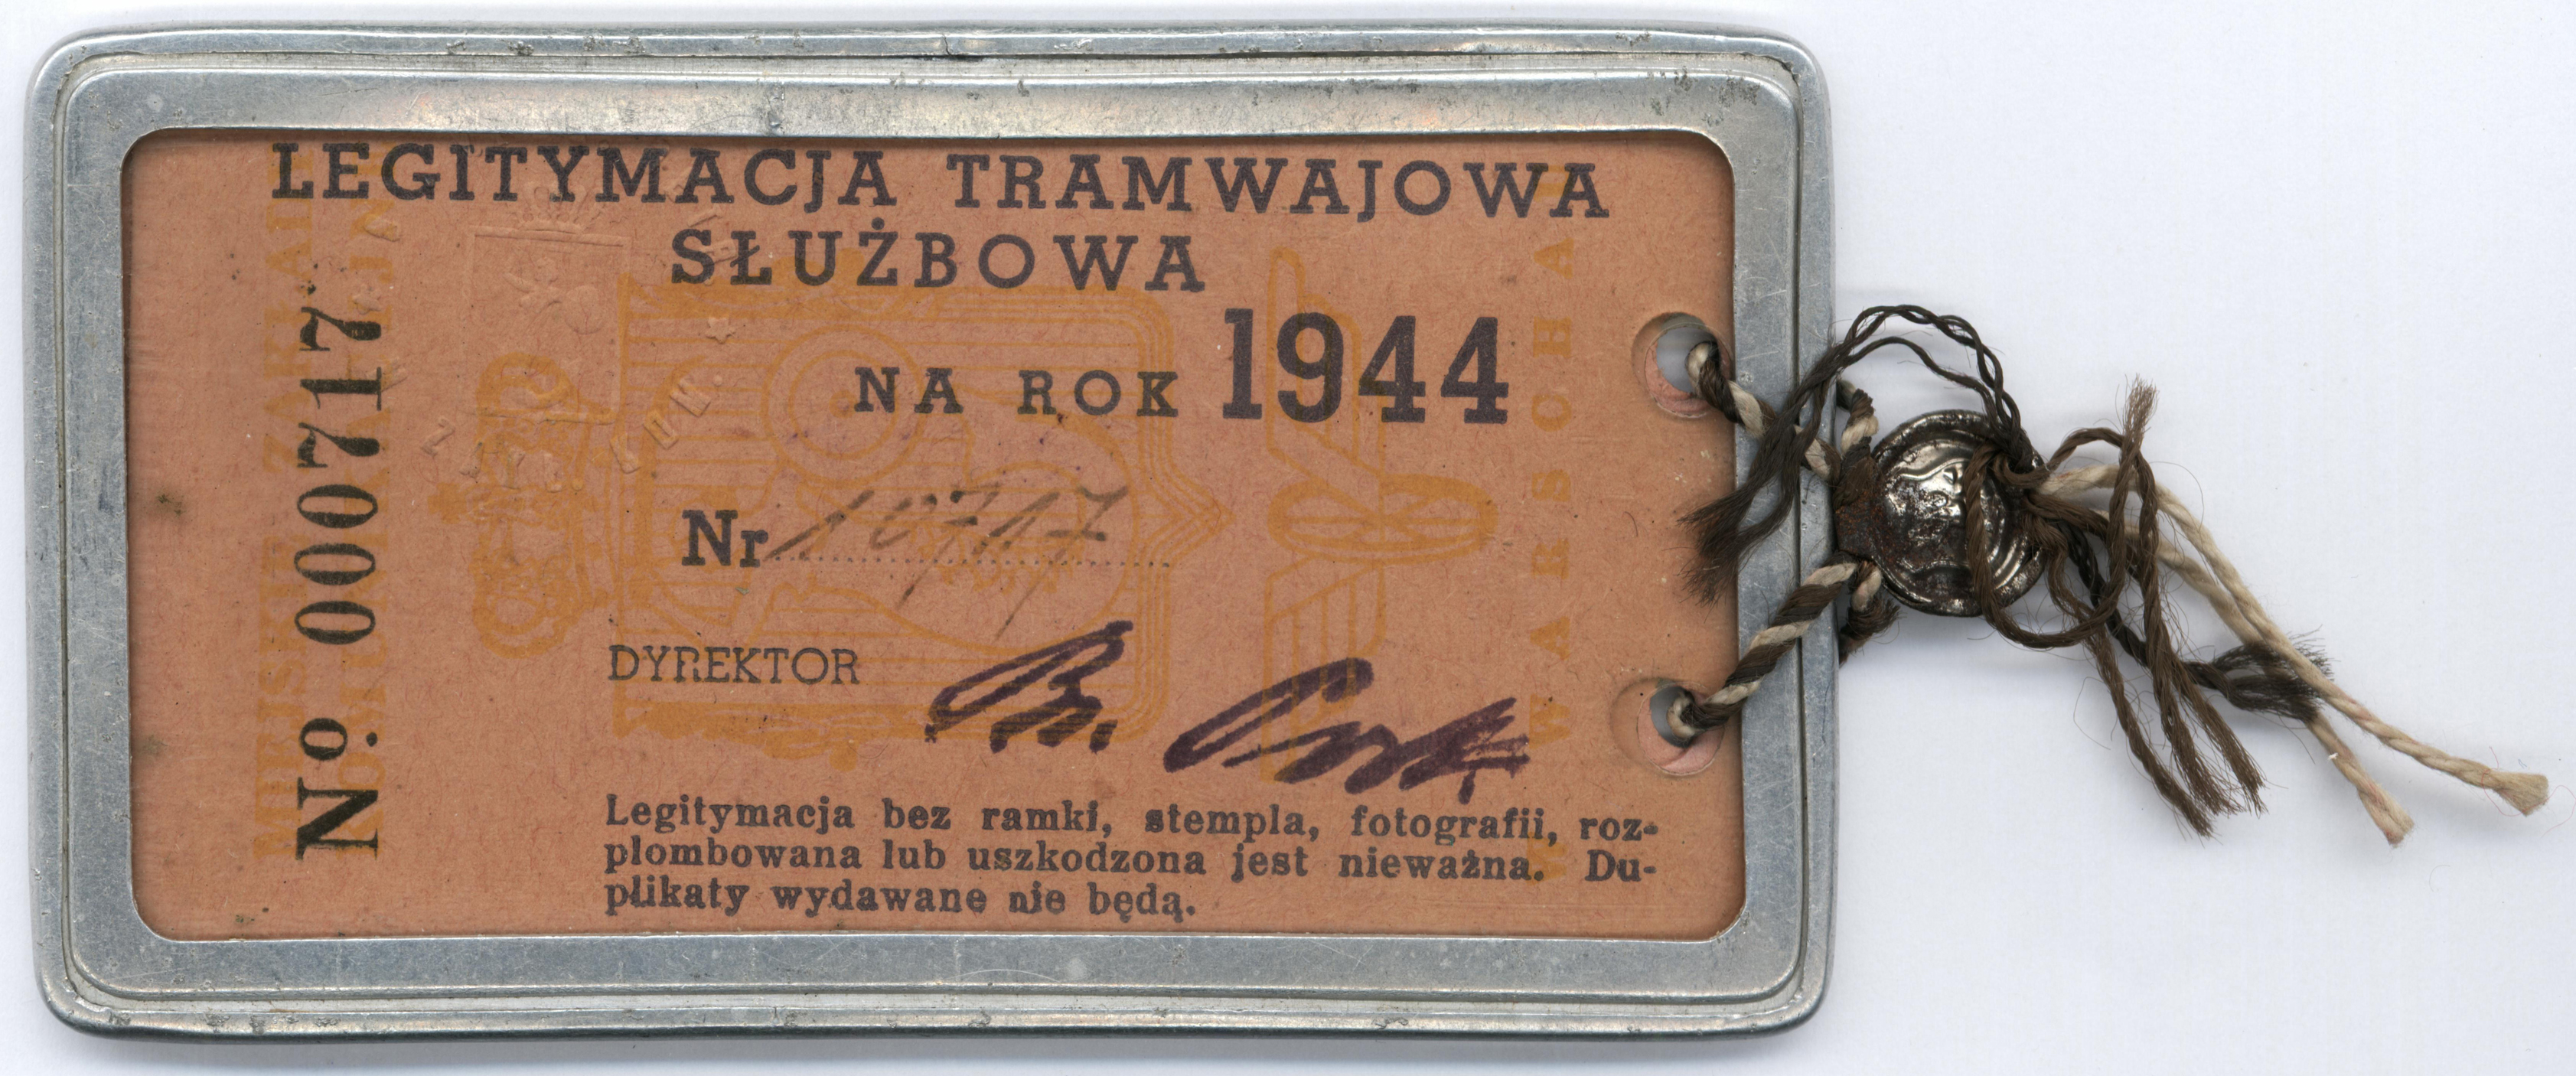 LEGITYMACJA TRAMWAJOWA
SŁUŻBOWA
NA ROK 1944
Nr 10717
DYREKTOR
Legitymacja bez ramki, stempla, fotografii, roz-
plombowana lub uszkodzona jest nieważna. Du-
plikaty wydawane nie będą.
No 000717